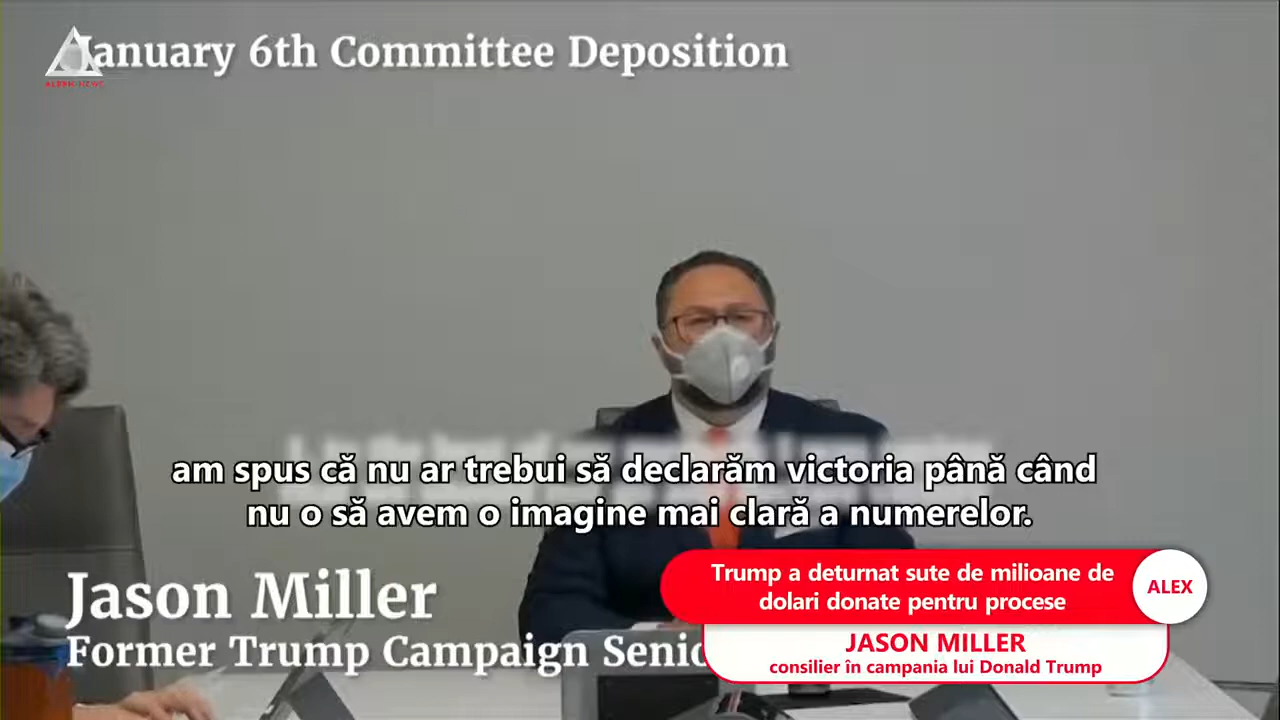 January 6th Committee Deposition
ALEPH NEWS
am spus că nu ar trebui să declarăm victoria până când
nu o să avem o imagine mai clară a numerelor.
Jason Miller
Former Trump Campaign
Trump a deturnat sute de milioane de
dolari donate pentru procese
ALEX
JASON MILLER
consilier în campania lui Donald Trump